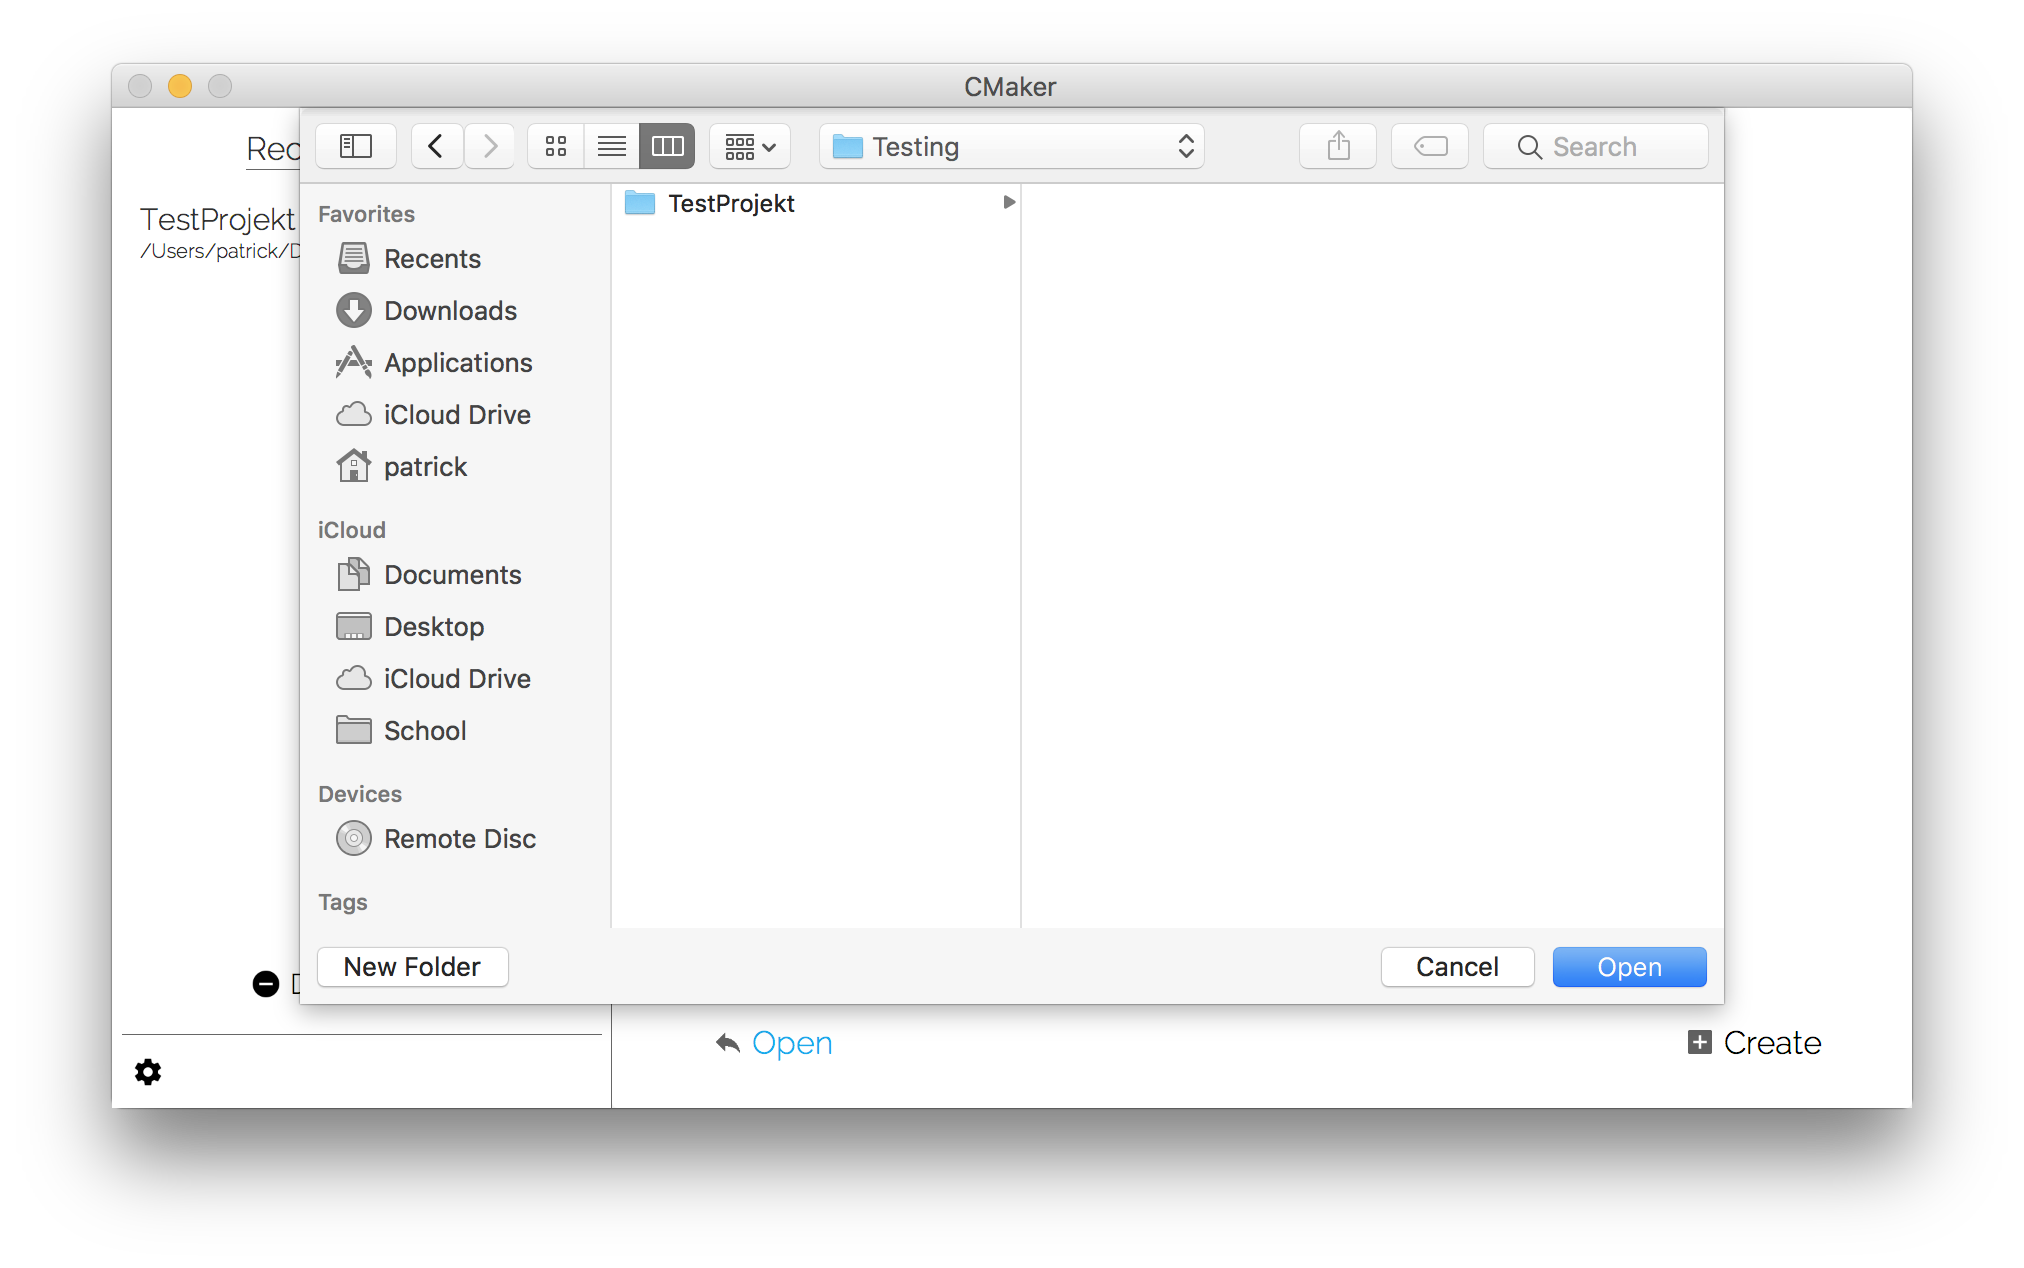 CMaker
Testing
Search
TestProjekt
/Users/patrick/
Favorites
Recents
Downloads
Applications
iCloud Drive
patrick
iCloud
Documents
Desktop
iCloud Drive
School
Devices
Remote Disc
Tags
TestProjekt
New Folder
Cancel
Open
Open
Create